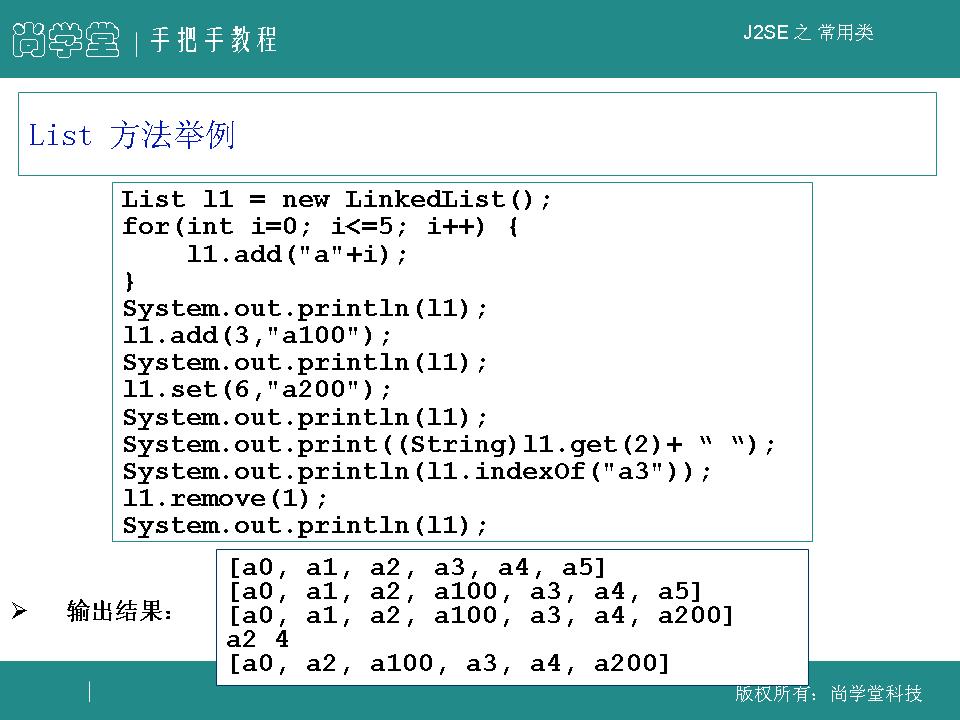 尚学堂 | 手把手教程
J2SE 之 常用类
List 方法举例
List l1 = new LinkedList();
for(int i=0; i<=5; i++) {
    l1.add("a"+i);
}
System.out.println(l1);
l1.add(3,"a100");
System.out.println(l1);
l1.set(6,"a200");
System.out.println(l1);
System.out.print((String)l1.get(2)+ “ “);
System.out.println(l1.indexOf("a3"));
l1.remove(1);
System.out.println(l1);
➢ 输出结果：
[a0, a1, a2, a3, a4, a5]
[a0, a1, a2, a100, a3, a4, a5]
[a0, a1, a2, a100, a3, a4, a200]
a2 4
[a0, a2, a100, a3, a4, a200]
版权所有：尚学堂科技